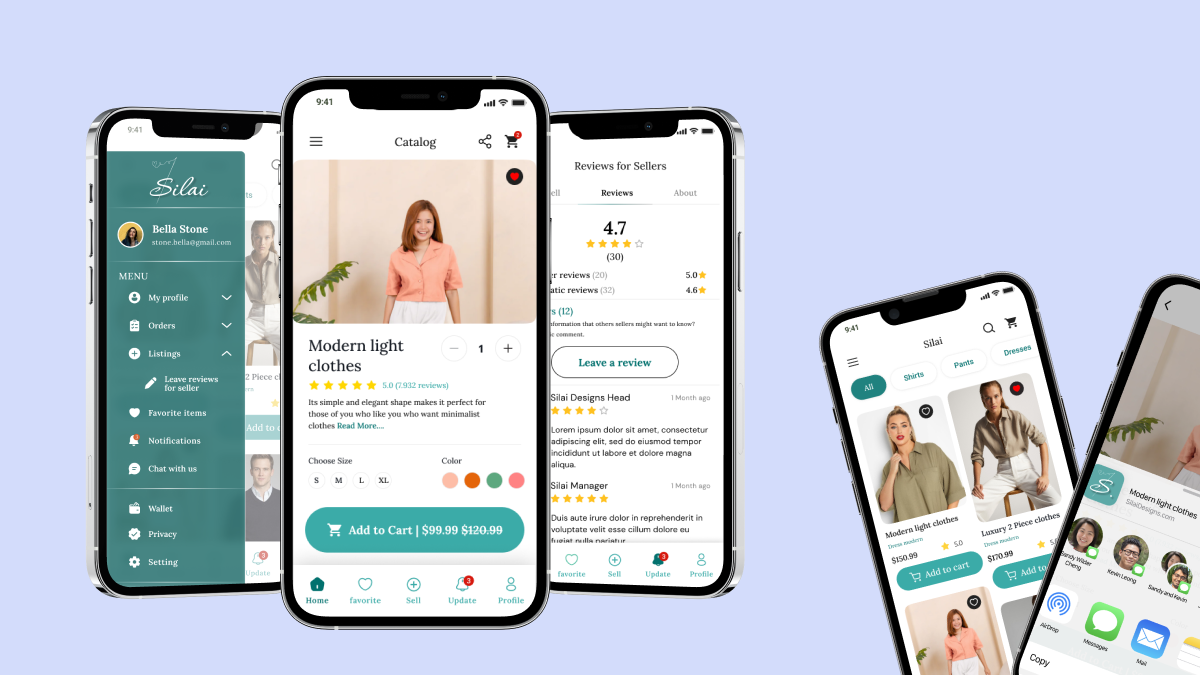 9:41
Silai
Bella Stone
stone.bella@gmail.com
MENU
My profile
Orders
Listings
Leave reviews
for seller
Favorite items
Notifications
Chat with us
Wallet
Privacy
Setting
2 Piece
Add to
3
Update
9:41
Catalog
2
Modern light
clothes
1
5.0 (7.932 reviews)
Its simple and elegant shape makes it perfect for
those of you who like you who want minimalist
clothes Read More....
Choose Size
Color
S M L XL
Add to Cart | $99.99 $120.99
3
Home favorite Sell Update Profile
Reviews for Sellers
Reviews About
4.7
(30)
reviews (20) 5.0
reviews (32) 4.6
(12)
that others sellers might want to know?
comment.
Leave a review
Silai Designs Head 1 Month ago
Lorem ipsum dolor sit amet, consectetur
adipiscing elit, sed do eiusmod tempor
incididunt ut labore et dolore magna
aliqua.
Silai Manager 1 Month ago
Duis aute irure dolor in reprehenderit in
voluptate velit esse cillum dolore eu
fugiat nulla pariatur
3
favorite Sell Update Profile
9:41
Silai
All Shirts Pants Dresses
Modern light clothes
Dress modern
$150.99
5.0
Add to cart
Luxury 2 Piece clothes
Dress modern
$170.99
Add to
Modern light clothes
SilaiDesigns.com
Sandy Wilder
Cheng
Kevin Leong
Sandy and Kevin
AirDrop
Messages
Mail
Copy